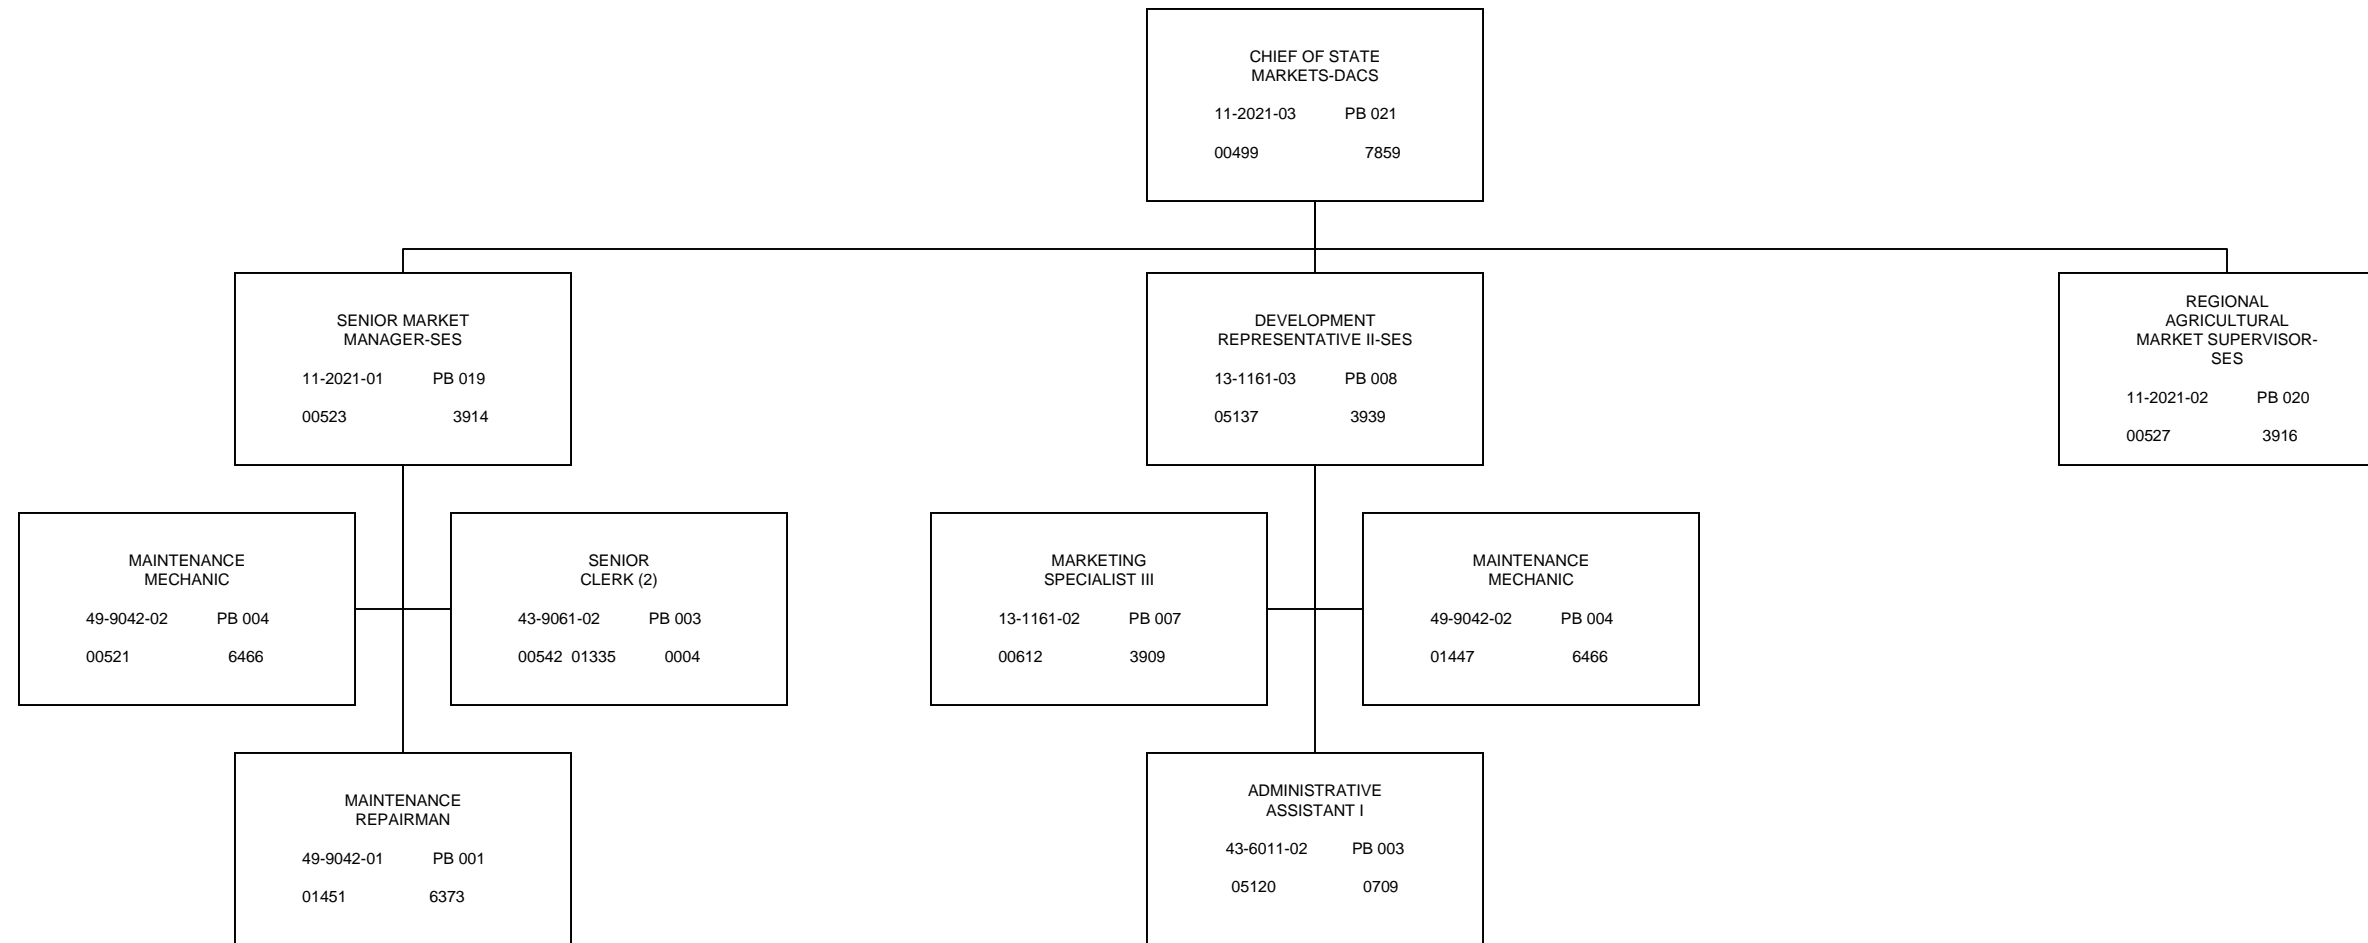 CHIEF OF STATE
MARKETS-DACS
11-2021-03 PB 021
00499 7859
SENIOR MARKET
MANAGER-SES
11-2021-01 PB 019
00523 3914
DEVELOPMENT
REPRESENTATIVE II-SES
13-1161-03 PB 008
05137 3939
REGIONAL
AGRICULTURAL
MARKET SUPERVISOR-
SES
11-2021-02 PB 020
00527 3916
MAINTENANCE
MECHANIC
49-9042-02 PB 004
00521 6466
SENIOR
CLERK (2)
43-9061-02 PB 003
00542 01335 0004
MARKETING
SPECIALIST III
13-1161-02 PB 007
00612 3909
MAINTENANCE
MECHANIC
49-9042-02 PB 004
01447 6466
MAINTENANCE
REPAIRMAN
49-9042-01 PB 001
01451 6373
ADMINISTRATIVE
ASSISTANT I
43-6011-02 PB 003
05120 0709